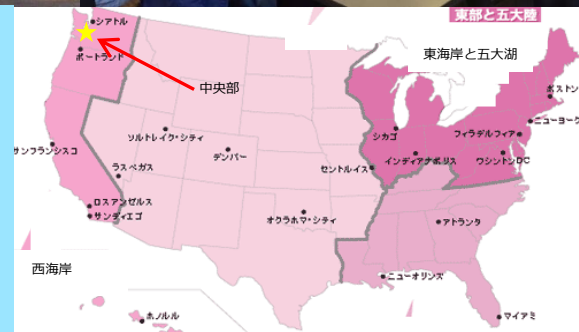 東部と五大陸
シアトル
東海岸と五大湖
ポートランド
中央部
ボストン
ニューヨーク
シカゴ
フィラデルフィア
ソルトレイク・シティ
サンフランシスコ
デンバー
インディアナポリス
ワシントンDC
ラスベガス
セントルイス
ロスアンゼルス
サンディエゴ
オクラホマ・シティ
アトランタ
西海岸
ニューオリンズ
ホノルル
マイアミ